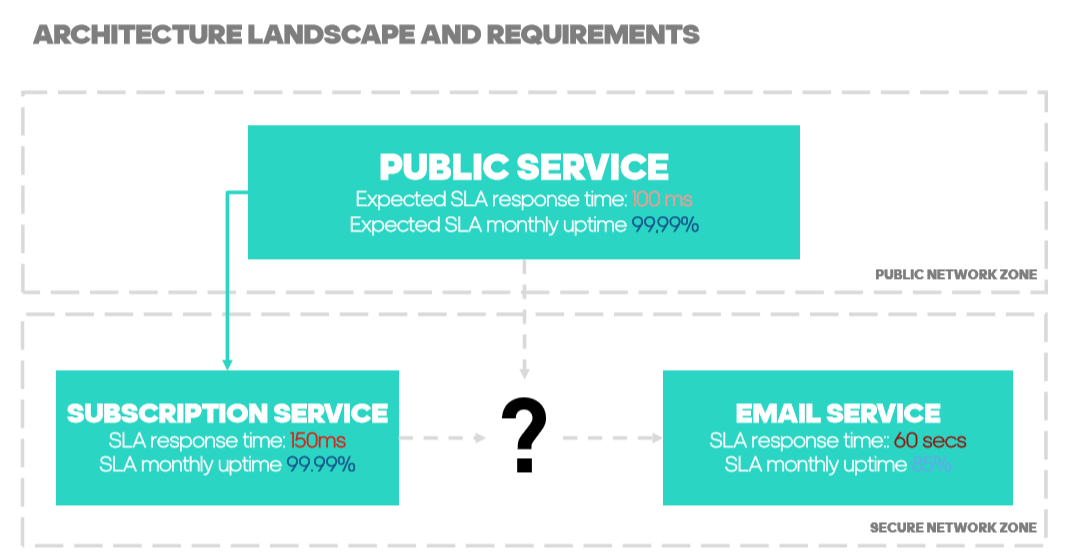 ARCHITECTURE LANDSCAPE AND REQUIREMENTS
PUBLIC SERVICE
Expected SLA response time: 100 ms
Expected SLA monthly uptime 99,99%
PUBLIC NETWORK ZONE
SUBSCRIPTION SERVICE
SLA response time: 150ms
SLA monthly uptime 99.99%
?
EMAIL SERVICE
SLA response time:: 60 secs
SLA monthly uptime 85%
SECURE NETWORK ZONE